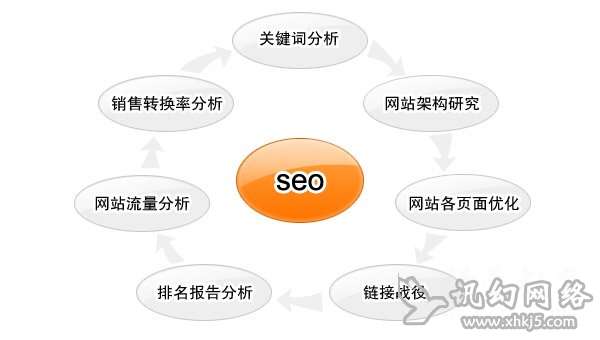 关键词分析
网站架构研究
网站各页面优化
链接战役
排名报告分析
网站流量分析
销售转换率分析
seo
讯幻网络
www.xhkj5.com